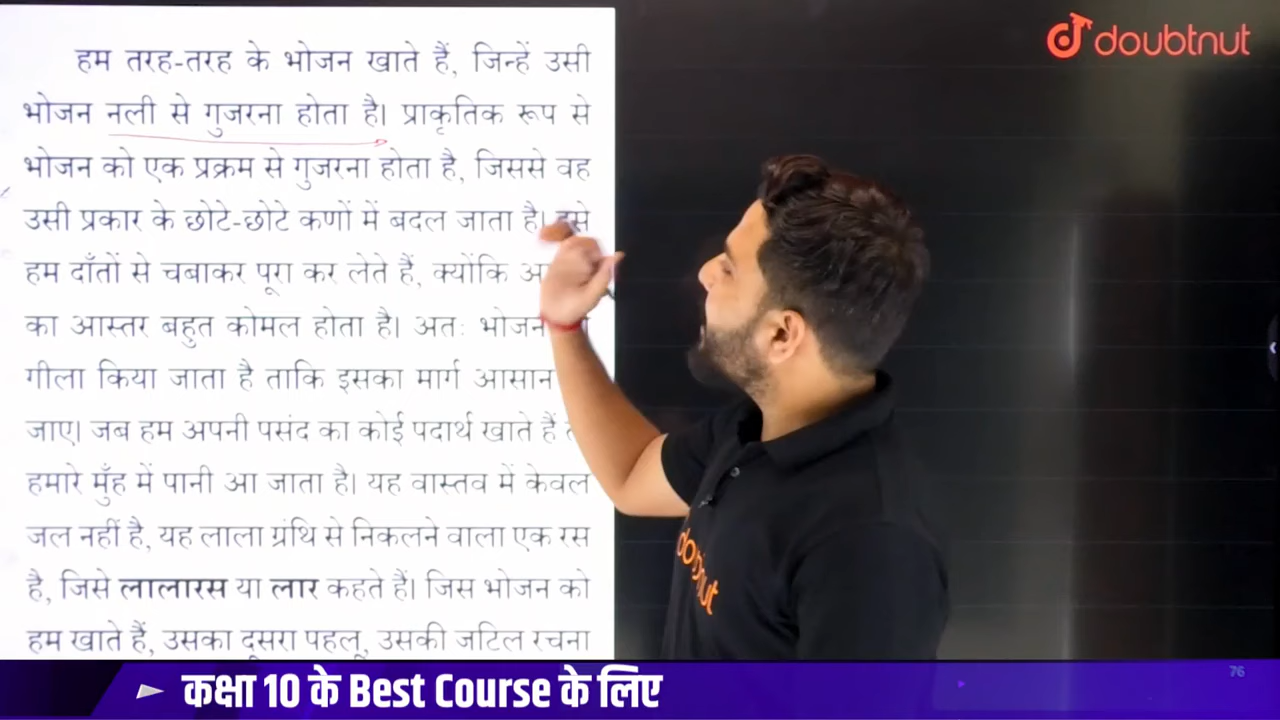 हम तरह-तरह के भोजन खाते हैं, जिन्हें उसी
भोजन नली से गुजरना होता है। प्राकृतिक रूप से
भोजन को एक प्रक्रम से गुजरना होता है, जिससे वह
उसी प्रकार के छोटे-छोटे कणों में बदल जाता है।
हम दाँतों से चबाकर पूरा कर लेते हैं, क्योंकि
का आस्तर बहुत कोमल होता है। अतः भोजन
गीला किया जाता है ताकि इसका मार्ग आसान
जाए। जब हम अपनी पसंद का कोई पदार्थ खाते हैं
हमारे मुँह में पानी आ जाता है। यह वास्तव में केवल
जल नहीं है, यह लाला ग्रंथि से निकलने वाला एक रस
है, जिसे लालारस या लार कहते हैं। जिस भोजन को
हम खाते हैं, उसका दूसरा पहलू, उसकी जटिल रचना
doubtnut
doubtnut
कक्षा 10 के Best Course के लिए
76